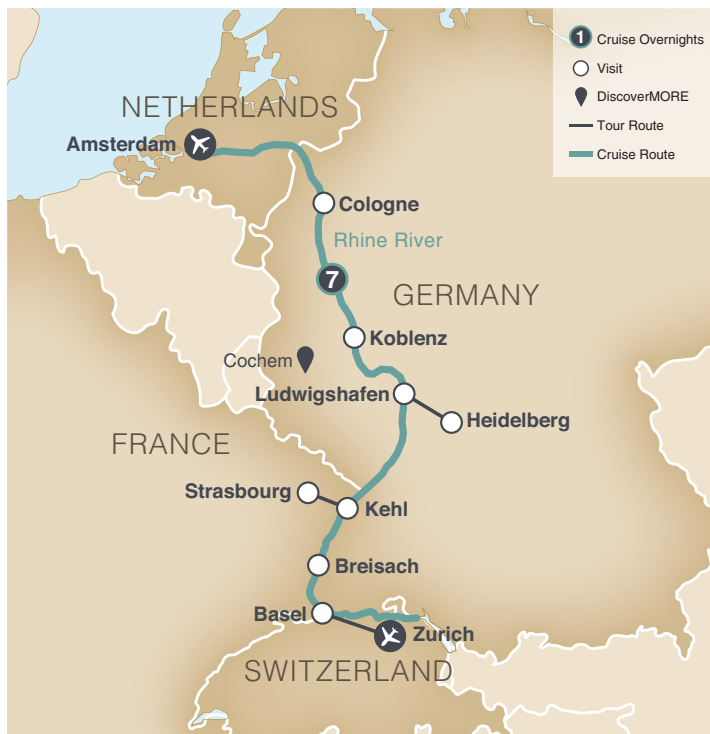 1 Cruise Overnights
Visit
DiscoverMORE
Tour Route
Cruise Route
NETHERLANDS
Amsterdam
Cologne
Rhine River
7
GERMANY
Koblenz
Cochem
Ludwigshafen
Heidelberg
FRANCE
Strasbourg
Kehl
Breisach
Basel
Zurich
SWITZERLAND